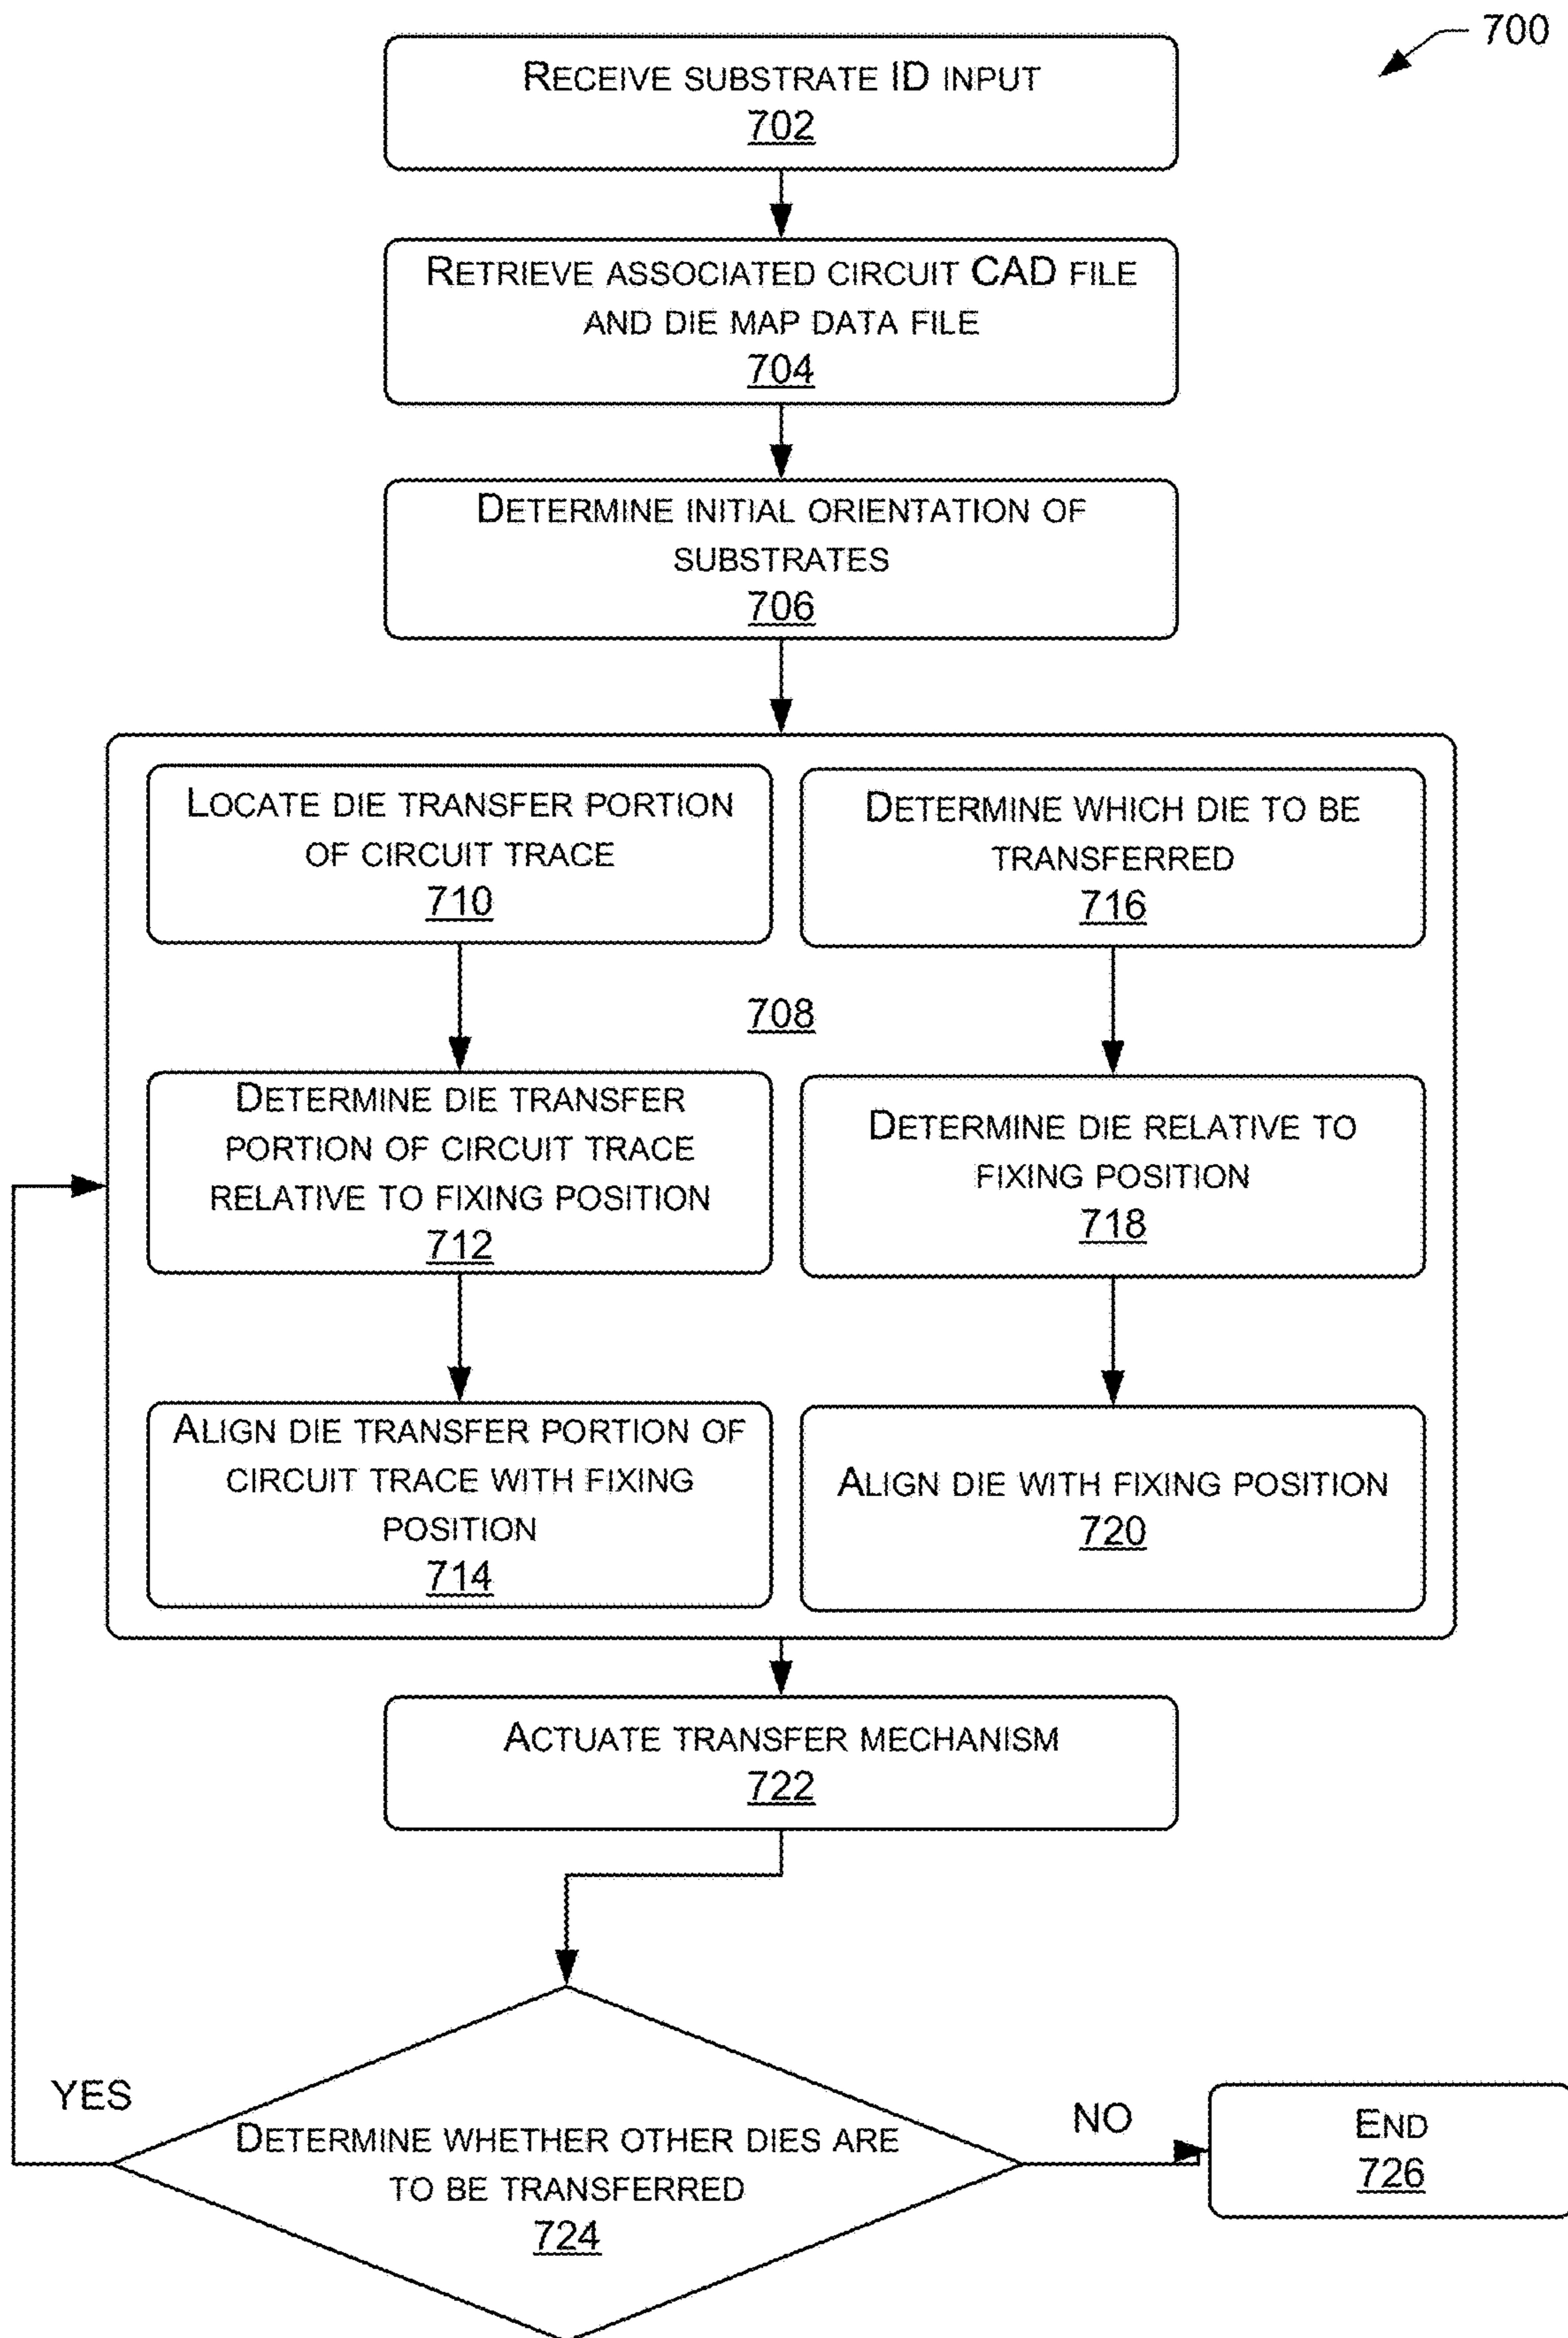 700
RECEIVE SUBSTRATE ID INPUT
702
RETRIEVE ASSOCIATED CIRCUIT CAD FILE
AND DIE MAP DATA FILE
704
DETERMINE INITIAL ORIENTATION OF
SUBSTRATES
706
LOCATE DIE TRANSFER PORTION
OF CIRCUIT TRACE
710
DETERMINE WHICH DIE TO BE
TRANSFERRED
716
708
DETERMINE DIE TRANSFER
PORTION OF CIRCUIT TRACE
RELATIVE TO FIXING POSITION
712
DETERMINE DIE RELATIVE TO
FIXING POSITION
718
ALIGN DIE TRANSFER PORTION OF
CIRCUIT TRACE WITH FIXING
POSITION
714
ALIGN DIE WITH FIXING POSITION
720
ACTUATE TRANSFER MECHANISM
722
YES
DETERMINE WHETHER OTHER DIES ARE
TO BE TRANSFERRED
724
NO
END
726